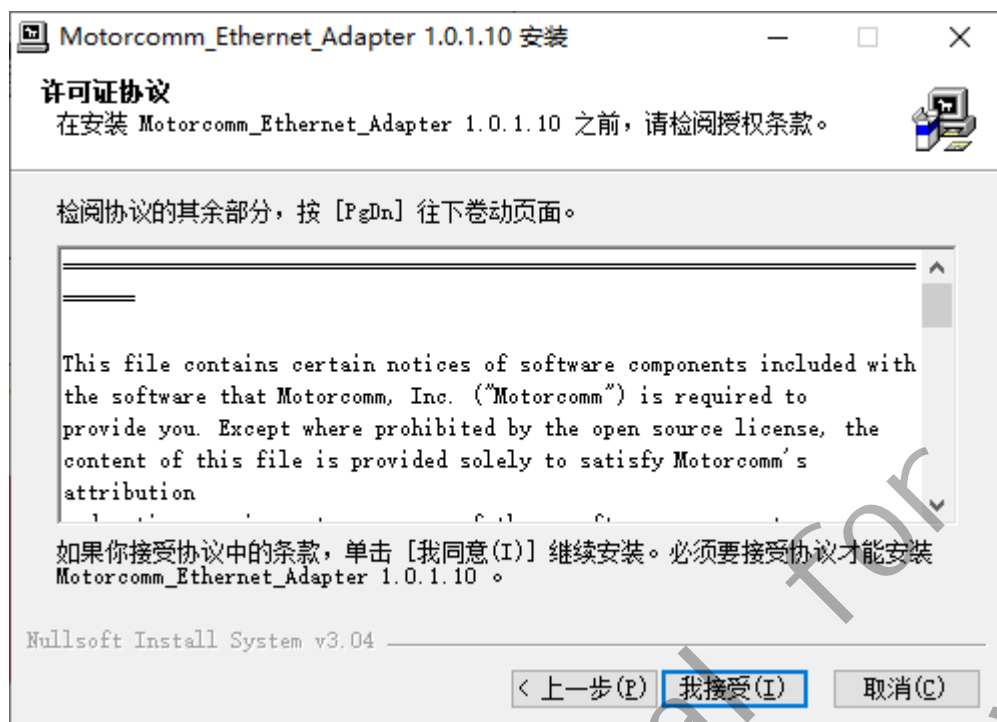 Motorcomm_Ethernet_Adapter 1.0.1.10 安装
许可证协议
在安装 Motorcomm_Ethernet_Adapter 1.0.1.10 之前，请检阅授权条款。
检阅协议的其余部分，按 [PgDn] 往下卷动页面。
This file contains certain notices of software components included with
the software that Motorcomm, Inc. ("Motorcomm") is required to
provide you. Except where prohibited by the open source license, the
content of this file is provided solely to satisfy Motorcomm's
attribution
如果你接受协议中的条款，单击 [我同意(I)] 继续安装。必须要接受协议才能安装
Motorcomm_Ethernet_Adapter 1.0.1.10 。
Nullsoft Install System v3.04
< 上一步(P) 我接受(I) 取消(C)
for